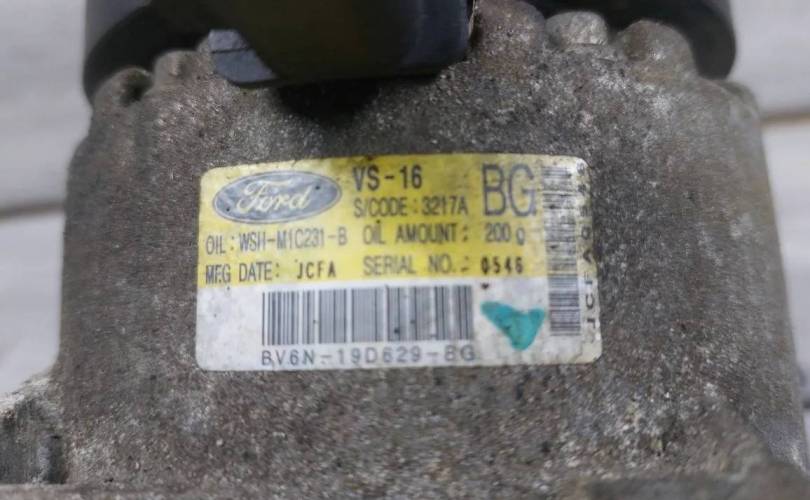 Ford VS-16 BG
S/CODE : 3217A
OIL : WSH-M1C231-B OIL AMOUNT : 200 g
MFG DATE: JCFA SERIAL NO.: 0546
BV6N-19D629-BG